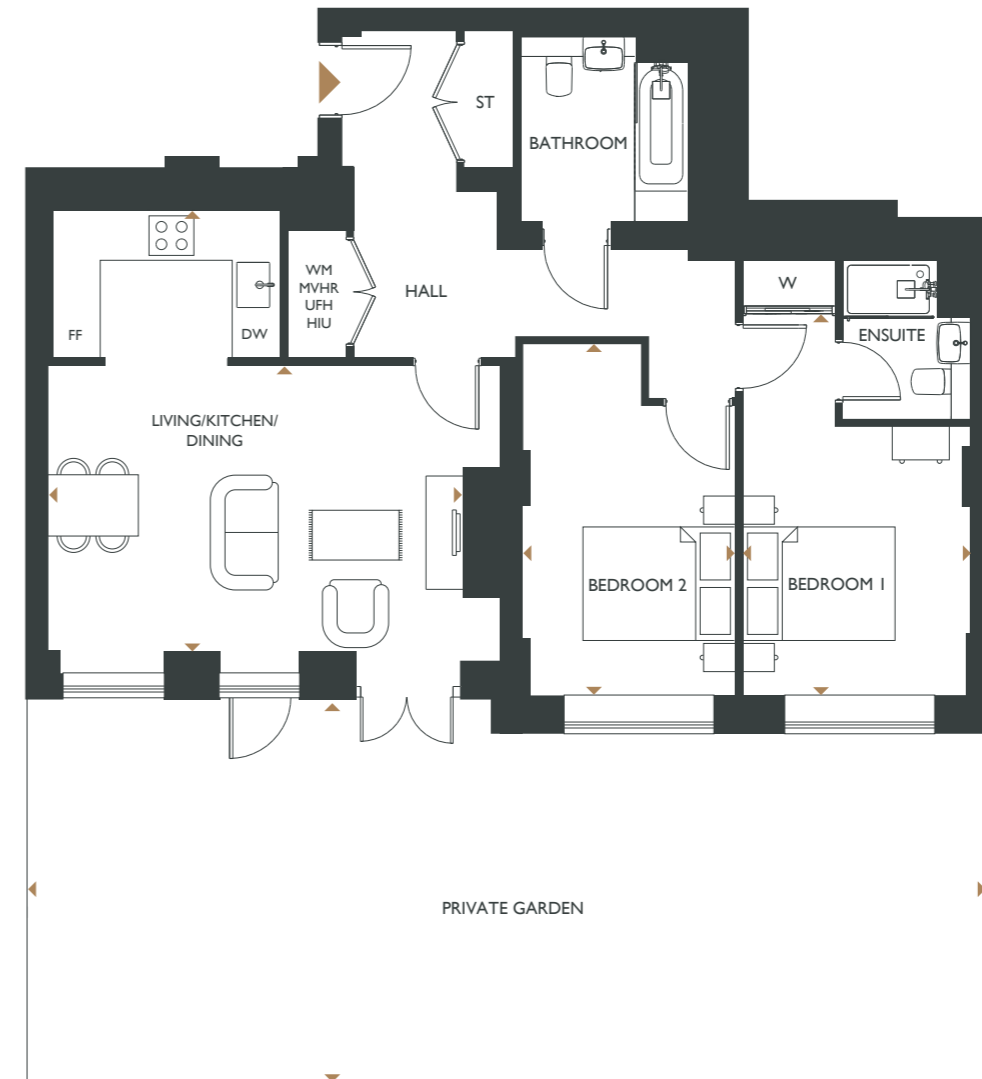 ST
BATHROOM
WM
MVHR
UFH
HIU
HALL
W
FF
DW
ENSUITE
LIVING/KITCHEN/
DINING
BEDROOM 2
BEDROOM 1
PRIVATE GARDEN